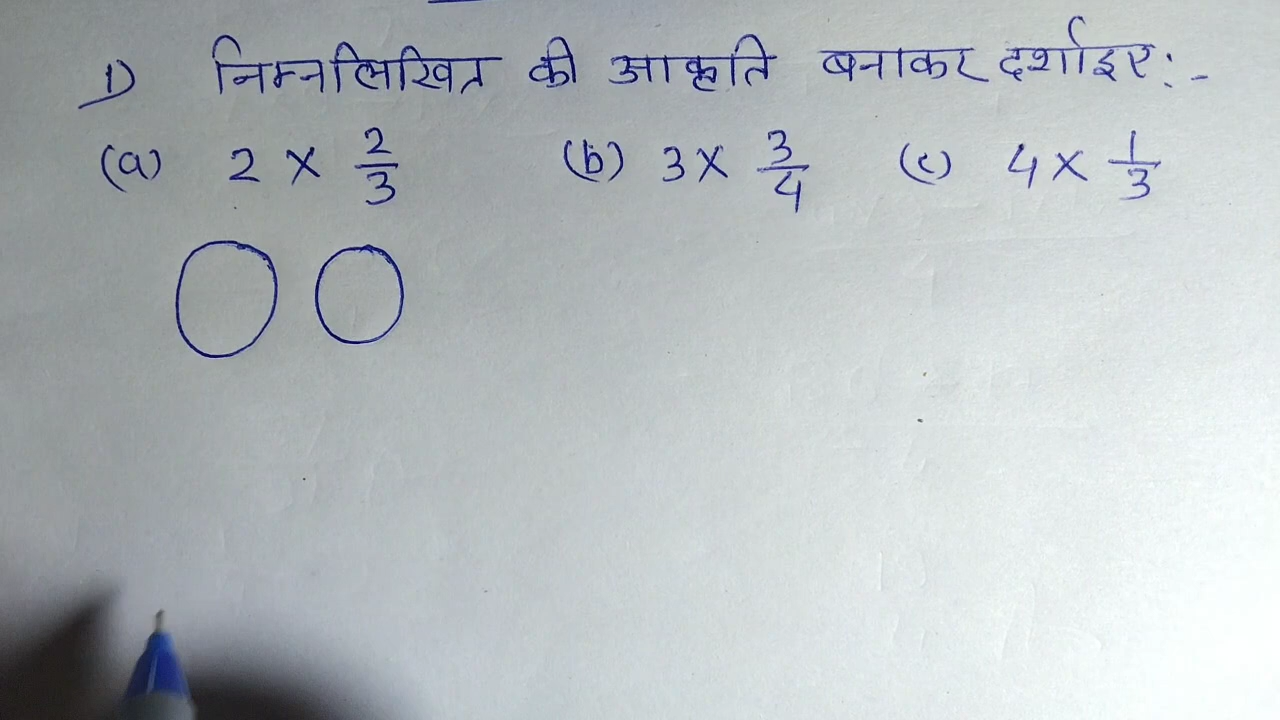 1) निम्नलिखित की आकृति बनाकर दर्शाइए:-
(a) 2 × 2/3 (b) 3 × 3/4 (c) 4 × 1/3